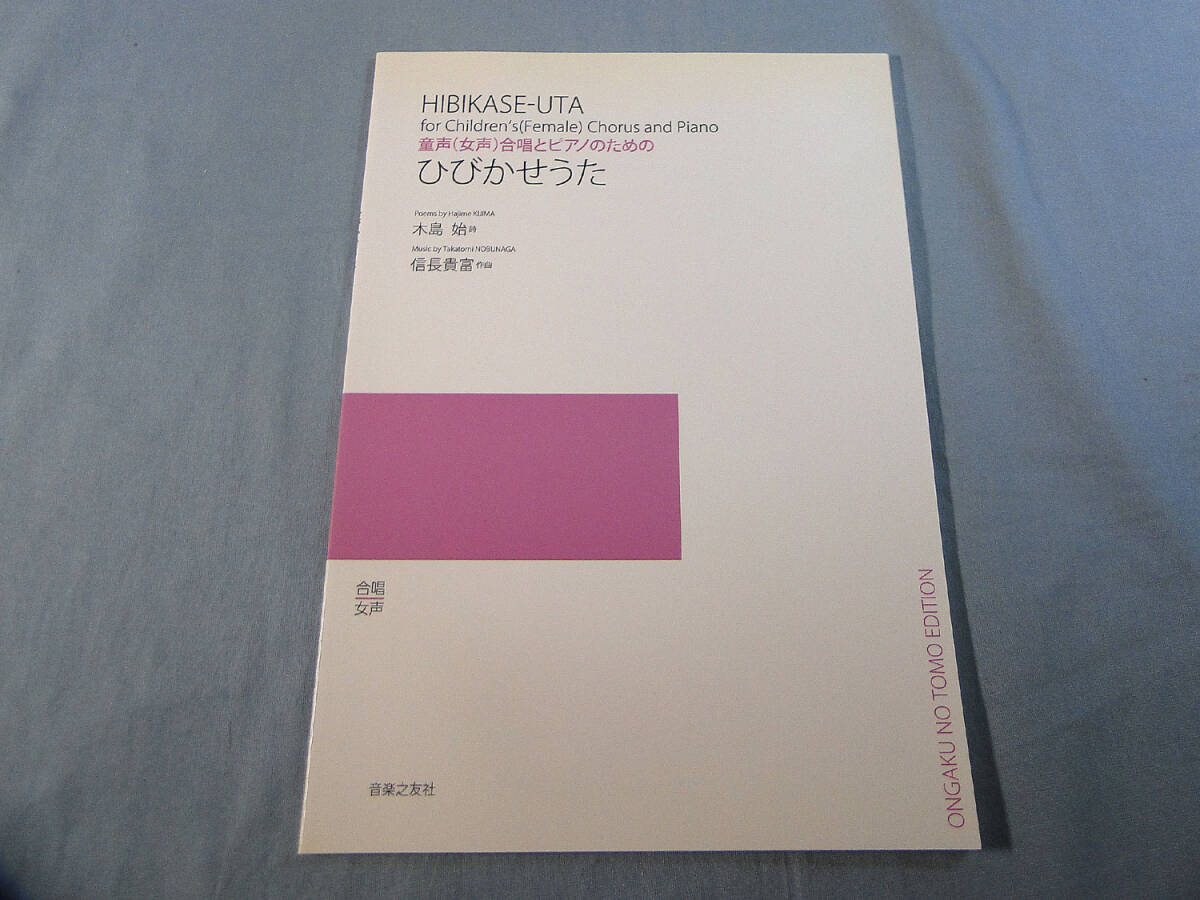 HIBIKASE-UTA
for Children's(Female) Chorus and Piano
童声(女声)合唱とピアノのための
ひびかせうた
Poems by Hajime KIJIMA
木島 始 詩
Music by Takatomi NOBUNAGA
信長貴富 作曲
合唱
女声
音楽之友社
ONGAKU NO TOMO EDITION